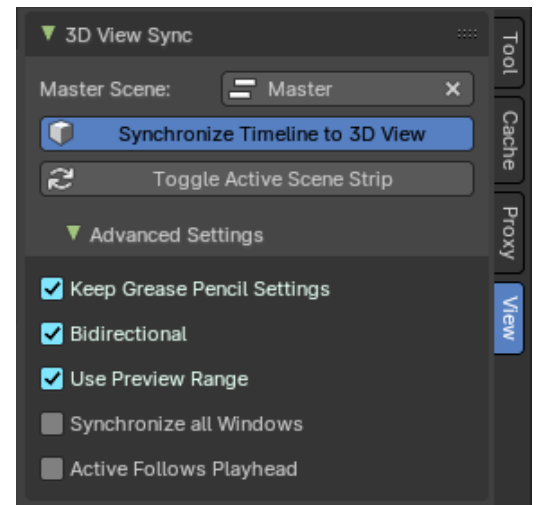 3D View Sync
Master Scene: Master
Synchronize Timeline to 3D View
Toggle Active Scene Strip
Advanced Settings
Keep Grease Pencil Settings
Bidirectional
Use Preview Range
Synchronize all Windows
Active Follows Playhead
Tool
Cache
Proxy
View